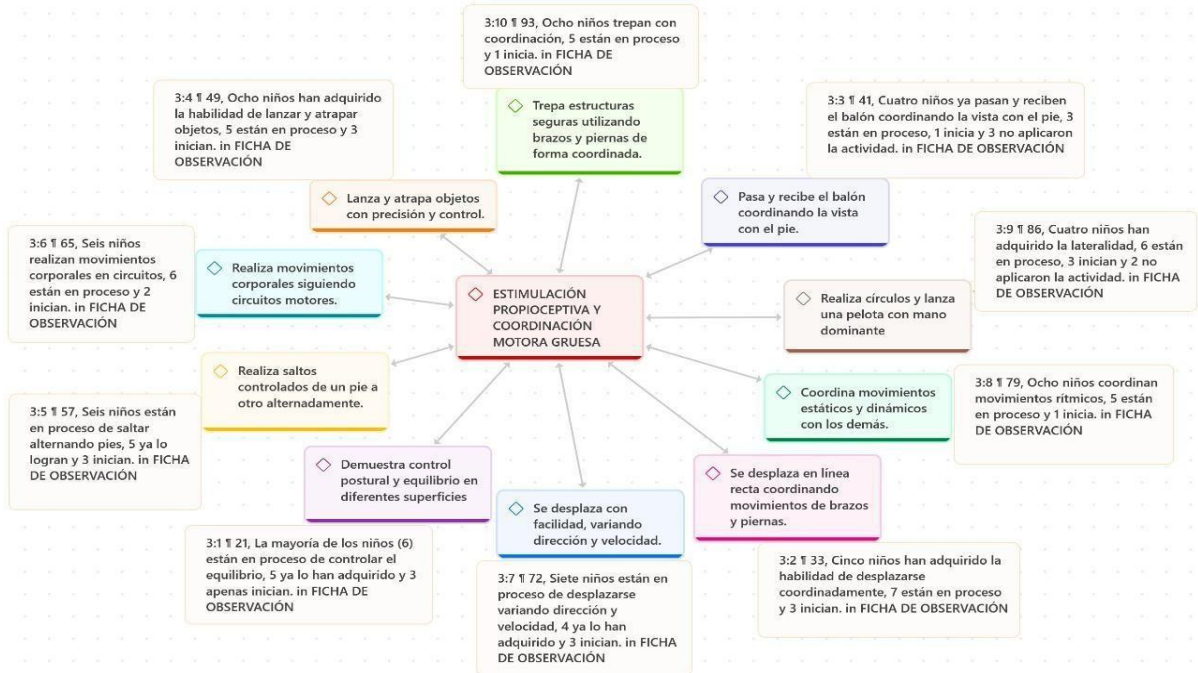 3:10 ¶ 93, Ocho niños trepan con
coordinación, 5 están en proceso
y 1 inicia. in FICHA DE
OBSERVACIÓN
3:4 ¶ 49, Ocho niños han adquirido
la habilidad de lanzar y atrapar
objetos, 5 están en proceso y 3
inician. in FICHA DE
OBSERVACIÓN
Trepa estructuras
seguras utilizando
brazos y piernas de
forma coordinada.
3:3 ¶ 41, Cuatro niños ya pasan y reciben
el balón coordinando la vista con el pie, 3
están en proceso, 1 inicia y 3 no aplicaron
la actividad. in FICHA DE OBSERVACIÓN
Lanza y atrapa objetos
con precisión y control.
Pasa y recibe el balón
coordinando la vista
con el pie.
3:6 ¶ 65, Seis niños
realizan movimientos
corporales en circuitos, 6
están en proceso y 2
inician. in FICHA DE
OBSERVACIÓN
Realiza movimientos
corporales siguiendo
circuitos motores.
3:9 ¶ 86, Cuatro niños han
adquirido la lateralidad, 6 están
en proceso, 3 inician y 2 no
aplicaron la actividad. in FICHA
DE OBSERVACIÓN
ESTIMULACIÓN
PROPIOCEPTIVA Y
COORDINACIÓN
MOTORA GRUESA
Realiza círculos y lanza
una pelota con mano
dominante
Realiza saltos
controlados de un pie a
otro alternadamente.
3:5 ¶ 57, Seis niños están
en proceso de saltar
alternando pies, 5 ya lo
logran y 3 inician. in FICHA
DE OBSERVACIÓN
Coordina movimientos
estáticos y dinámicos
con los demás.
3:8 ¶ 79, Ocho niños coordinan
movimientos rítmicos, 5 están
en proceso y 1 inicia. in FICHA
DE OBSERVACIÓN
Demuestra control
postural y equilibrio en
diferentes superficies
Se desplaza en línea
recta coordinando
movimientos de brazos
y piernas.
Se desplaza con
facilidad, variando
dirección y velocidad.
3:1 ¶ 21, La mayoría de los niños (6)
están en proceso de controlar el
equilibrio, 5 ya lo han adquirido y 3
apenas inician. in FICHA DE
OBSERVACIÓN
3:7 ¶ 72, Siete niños están en
proceso de desplazarse
variando dirección y
velocidad, 4 ya lo han
adquirido y 3 inician. in FICHA
DE OBSERVACIÓN
3:2 ¶ 33, Cinco niños han adquirido la
habilidad de desplazarse
coordinadamente, 7 están en proceso
y 3 inician. in FICHA DE OBSERVACIÓN